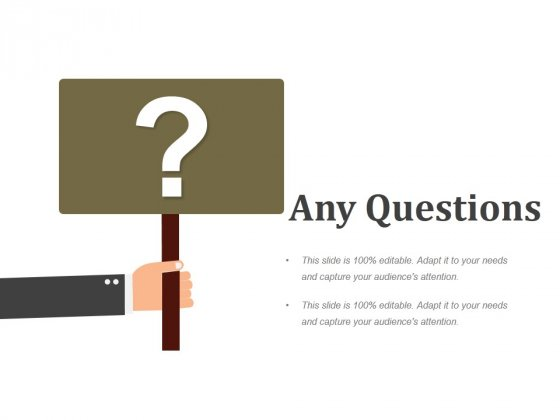 ?
Any Questions
• This slide is 100% editable. Adapt it to your needs
and capture your audience's attention.
• This slide is 100% editable. Adapt it to your needs
and capture your audience's attention.